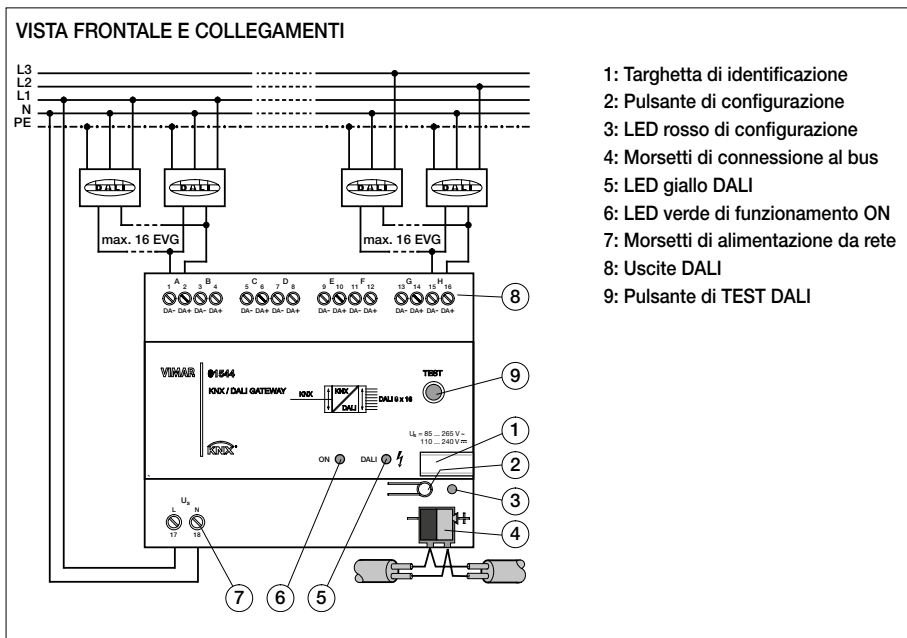 VISTA FRONTALE E COLLEGAMENTI
L3
L2
L1
N
PE
DALI DALI DALI DALI
max. 16 EVG max. 16 EVG
A B C D E F G H
1 2 3 4 5 6 7 8 9 10 11 12 13 14 15 16
DA- DA+ DA- DA+ DA- DA+ DA- DA+ DA- DA+ DA- DA+ DA- DA+ DA- DA+
8
VIMAR 01544 TEST
KNX / DALI GATEWAY KNX KNX DALI DALI 8 x 16
9
Us = 85 ... 265 V ~
110 ... 240 V
KNX
ON DALI
1
2
3
4
Us
L N
17 18
7 6 5
1: Targhetta di identificazione
2: Pulsante di configurazione
3: LED rosso di configurazione
4: Morsetti di connessione al bus
5: LED giallo DALI
6: LED verde di funzionamento ON
7: Morsetti di alimentazione da rete
8: Uscite DALI
9: Pulsante di TEST DALI